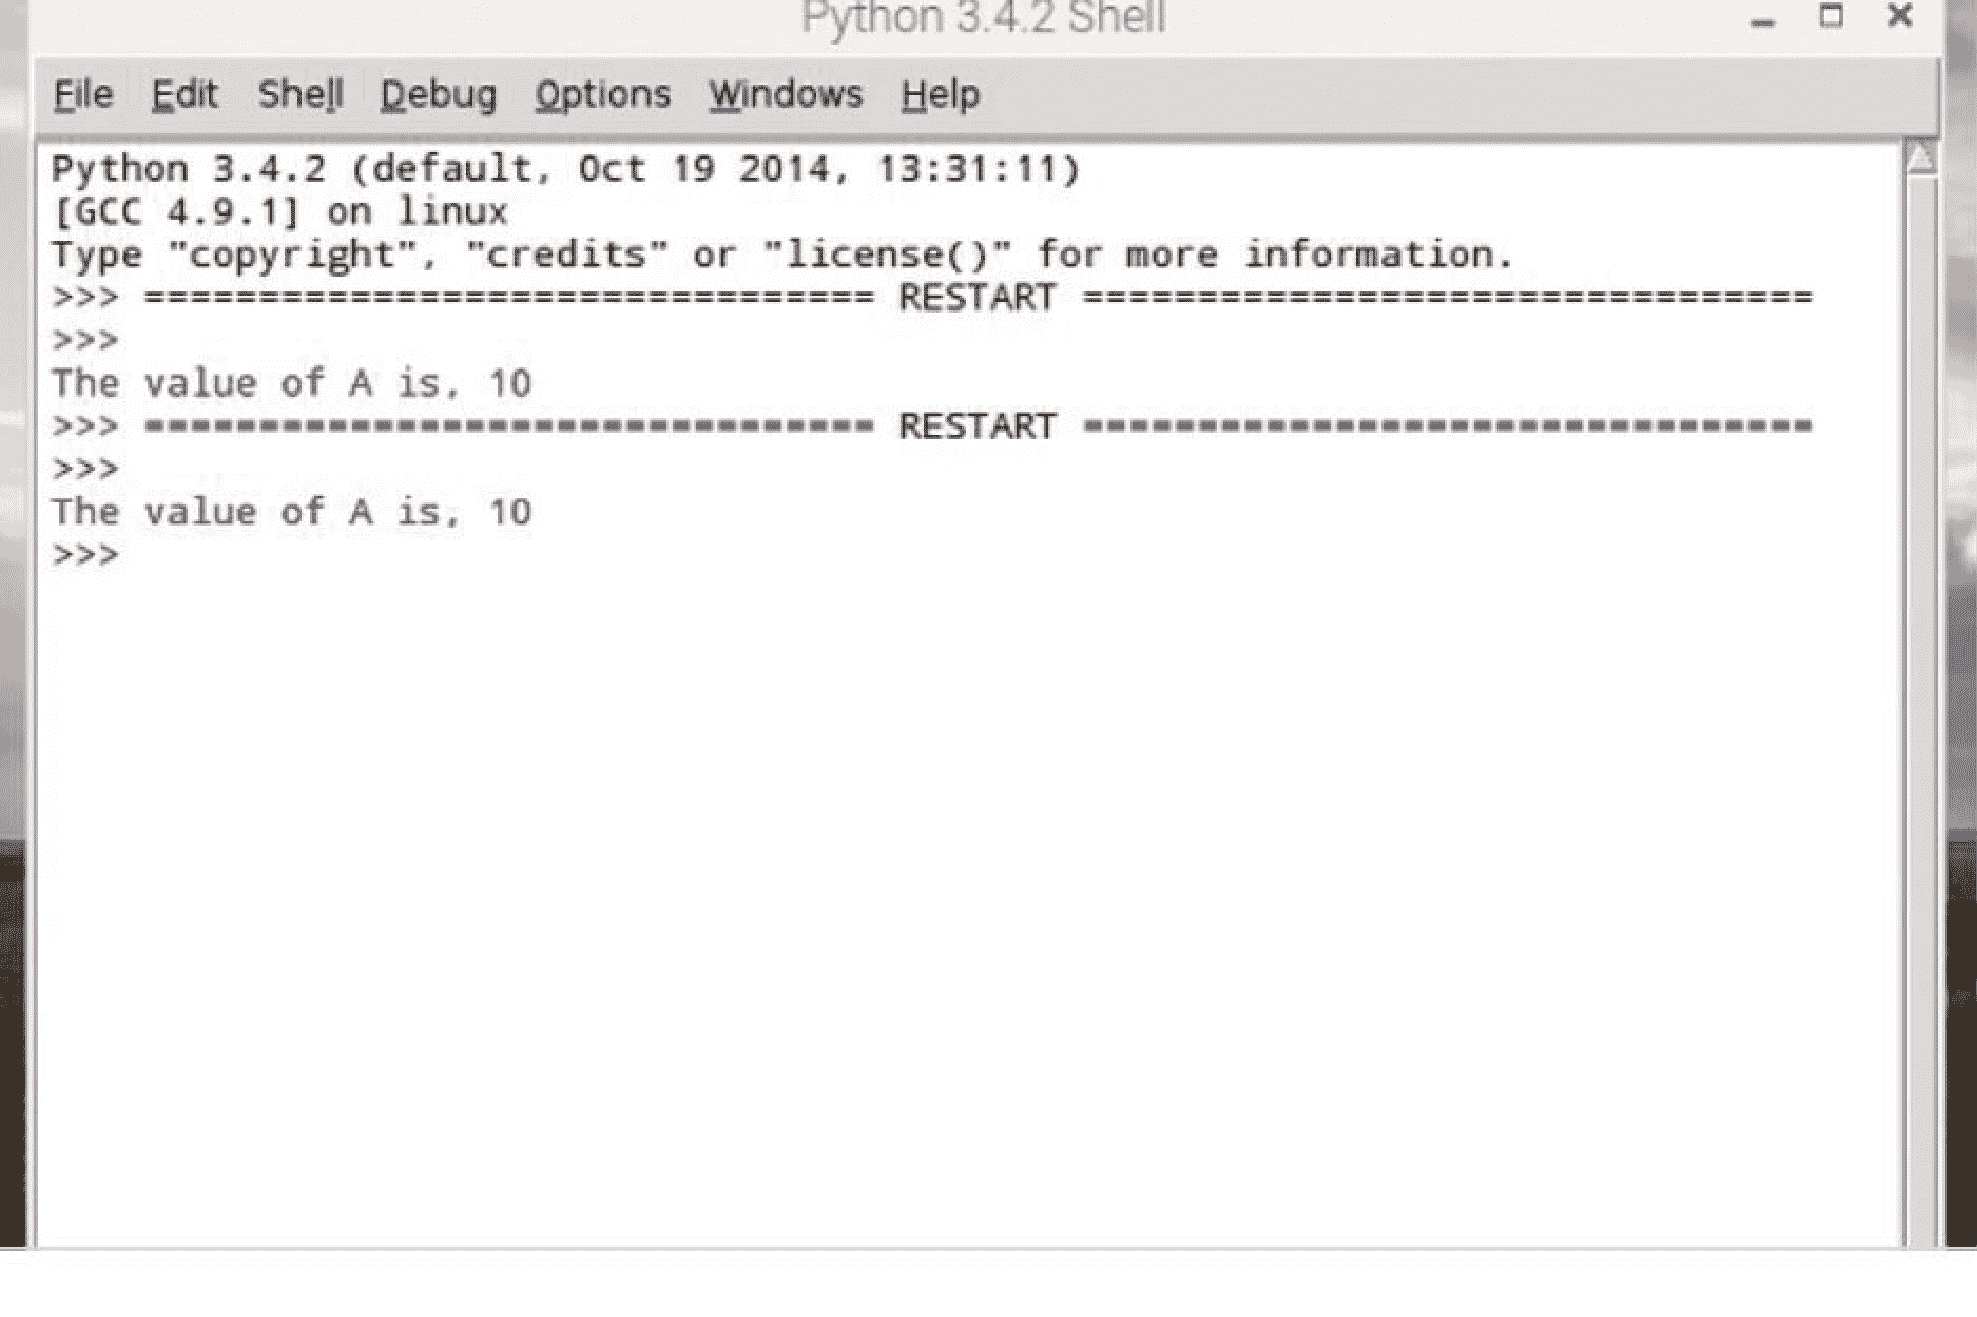 Python 3.4.2 Shell
File Edit Shell Debug Options Windows Help
Python 3.4.2 (default, Oct 19 2014, 13:31:11)
[GCC 4.9.1] on linux
Type "copyright", "credits" or "license()" for more information.
>>> ================================ RESTART ================================
>>>
The value of A is, 10
>>> ================================ RESTART ================================
>>>
The value of A is, 10
>>>